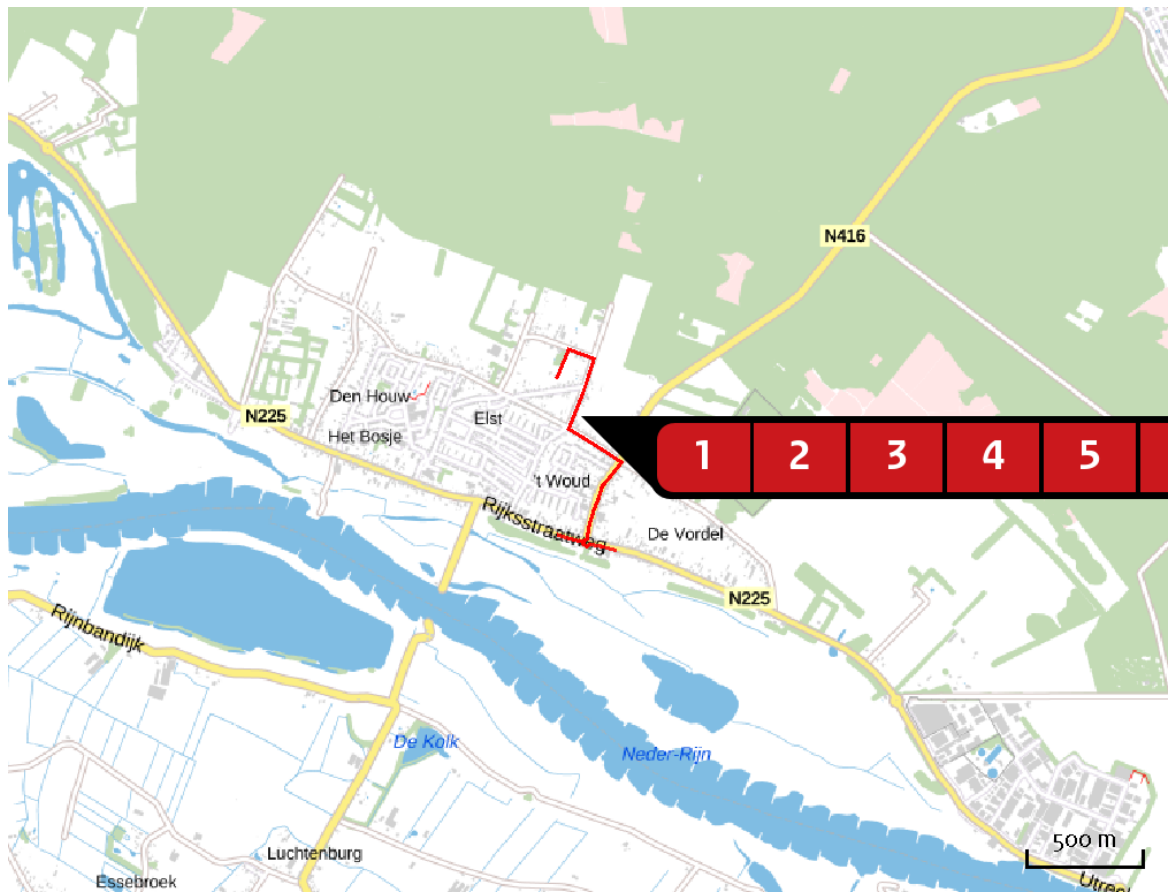 N416
Den Houw
N225
Elst
Het Bosje
1 2 3 4 5
't Woud
Rijksstraatweg
De Vordel
N225
Rijnbandijk
De Kolk
Neder-Rijn
500 m
Luchtenburg
Essebroek